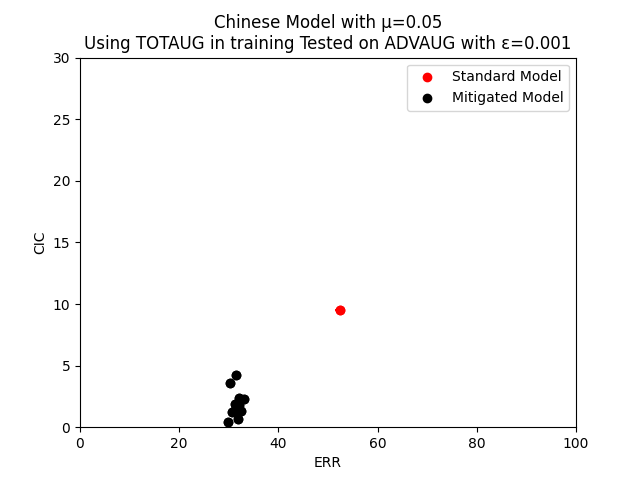 Chinese Model with μ=0.05
Using TOTAUG in training Tested on ADVAUG with ε=0.001
Standard Model
Mitigated Model
30
25
20
15
10
5
0
CIC
0 20 40 60 80 100
ERR